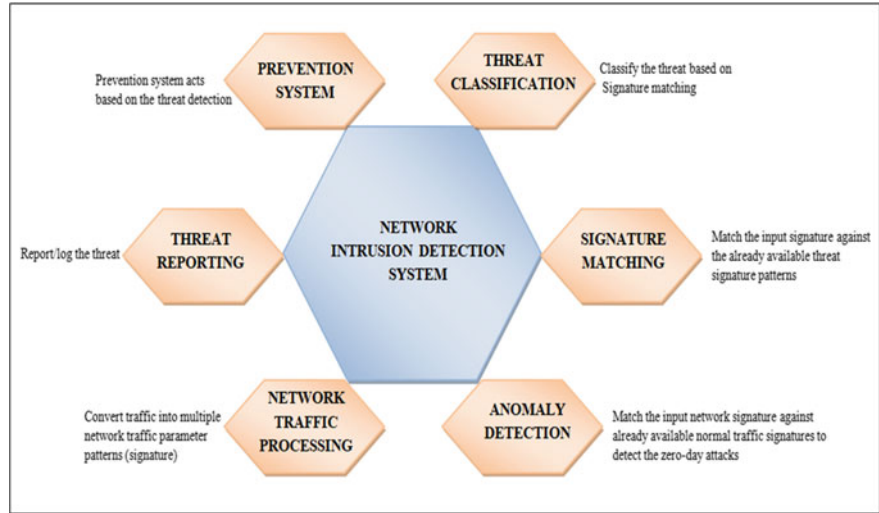 PREVENTION
SYSTEM
Prevention system acts
based on the threat detection
THREAT
CLASSIFICATION
Classify the threat based on
Signature matching
THREAT
REPORTING
Report/log the threat
NETWORK
INTRUSION DETECTION
SYSTEM
SIGNATURE
MATCHING
Match the input signature against
the already available threat
signature patterns
NETWORK
TRAFFIC
PROCESSING
Convert traffic into multiple
network traffic parameter
patterns (signature)
ANOMALY
DETECTION
Match the input network signature against
already available normal traffic signatures to
detect the zero-day attacks